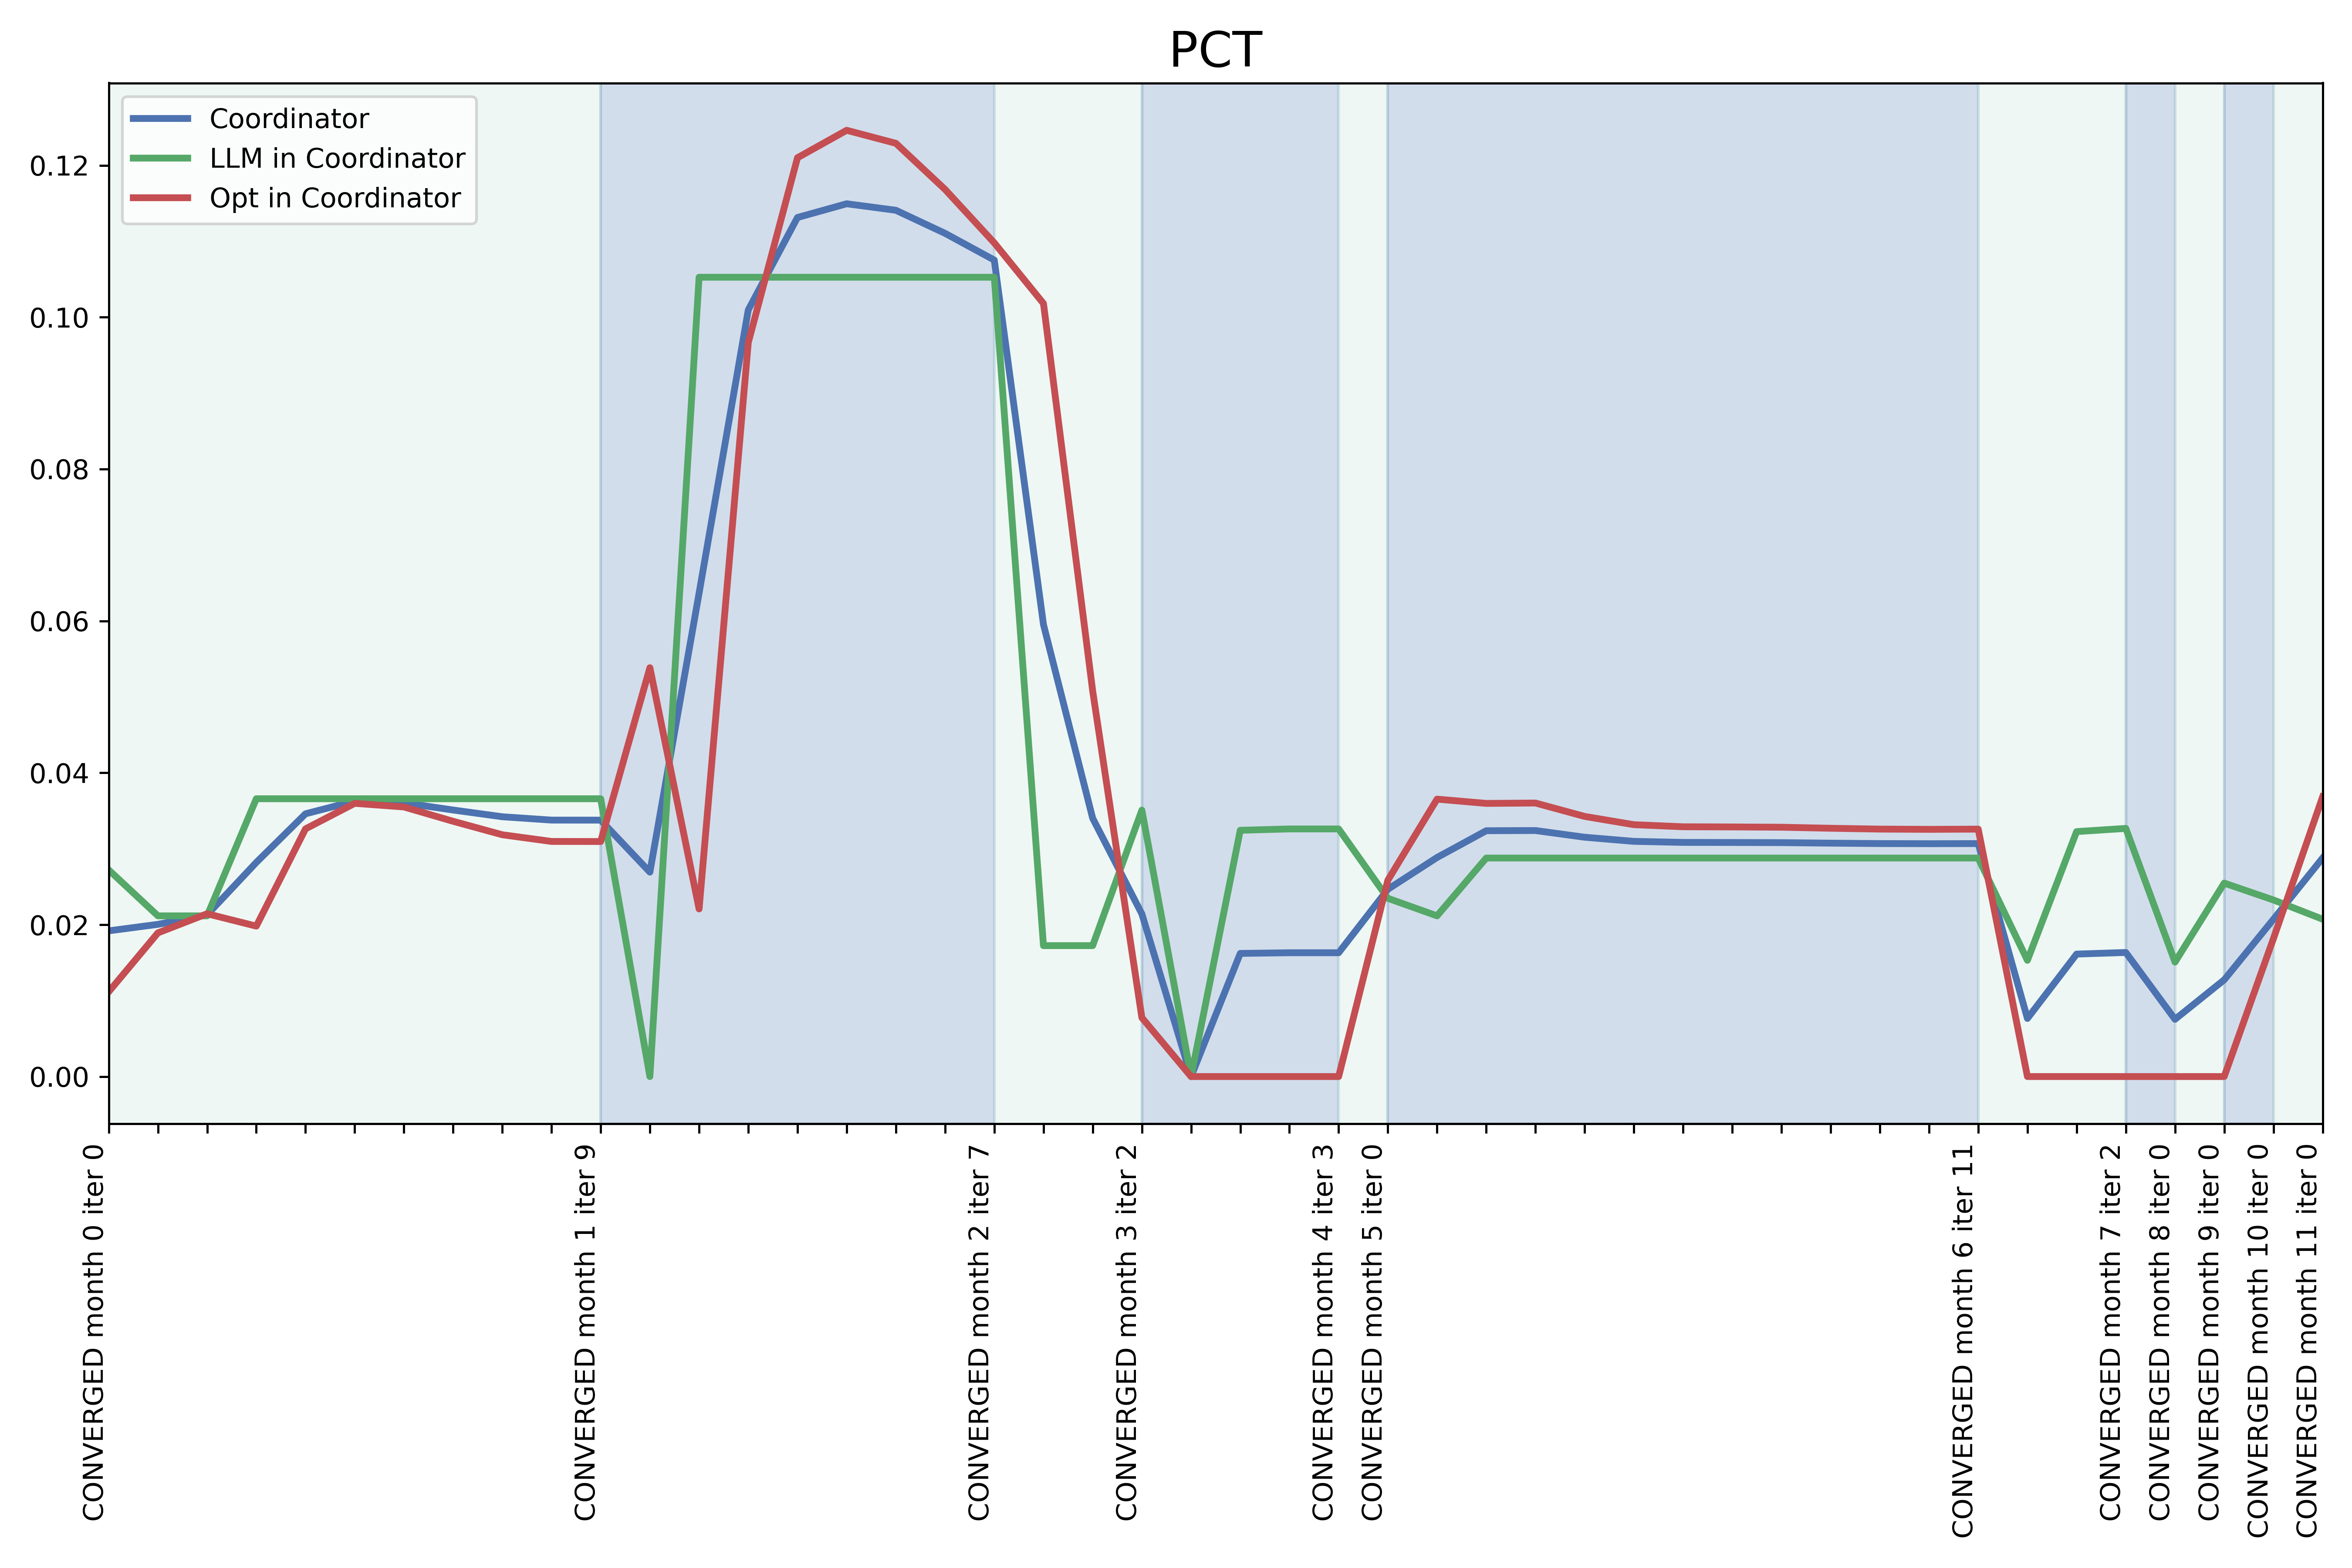 PCT
Coordinator
LLM in Coordinator
Opt in Coordinator
0.12
0.10
0.08
0.06
0.04
0.02
0.00
CONVERGED month 0 iter 0
CONVERGED month 1 iter 9
CONVERGED month 2 iter 7
CONVERGED month 3 iter 2
CONVERGED month 4 iter 3
CONVERGED month 5 iter 0
CONVERGED month 6 iter 11
CONVERGED month 7 iter 2
CONVERGED month 8 iter 0
CONVERGED month 9 iter 0
CONVERGED month 10 iter 0
CONVERGED month 11 iter 0